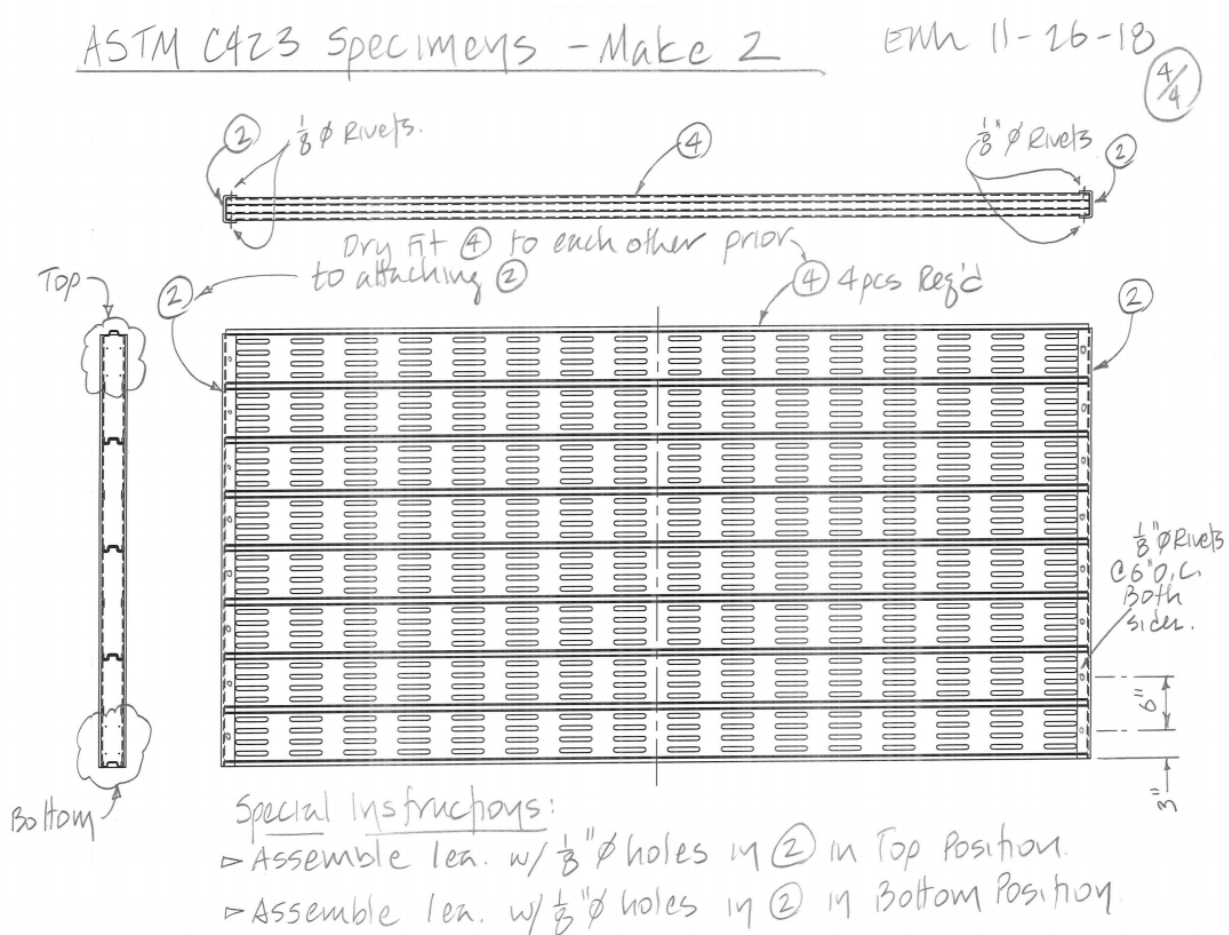 ASTM C423 Specimens - Make 2
EMh 11-26-18
4/4
2
1/8 Ø Rivets.
4
1/8" Ø Rivets
2
Dry Fit 4 to each other prior
to attaching 2
Top
2
4 4pcs Req'd
2
1/8" Ø Rivets
@ 6" O.C.
Both
sides.
6"
3"
Bottom
Special Instructions:
▷ Assemble 1ea. w/ 1/8" Ø holes in 2 in Top Position.
▷ Assemble 1ea. w/ 1/8" Ø holes in 2 in Bottom Position.